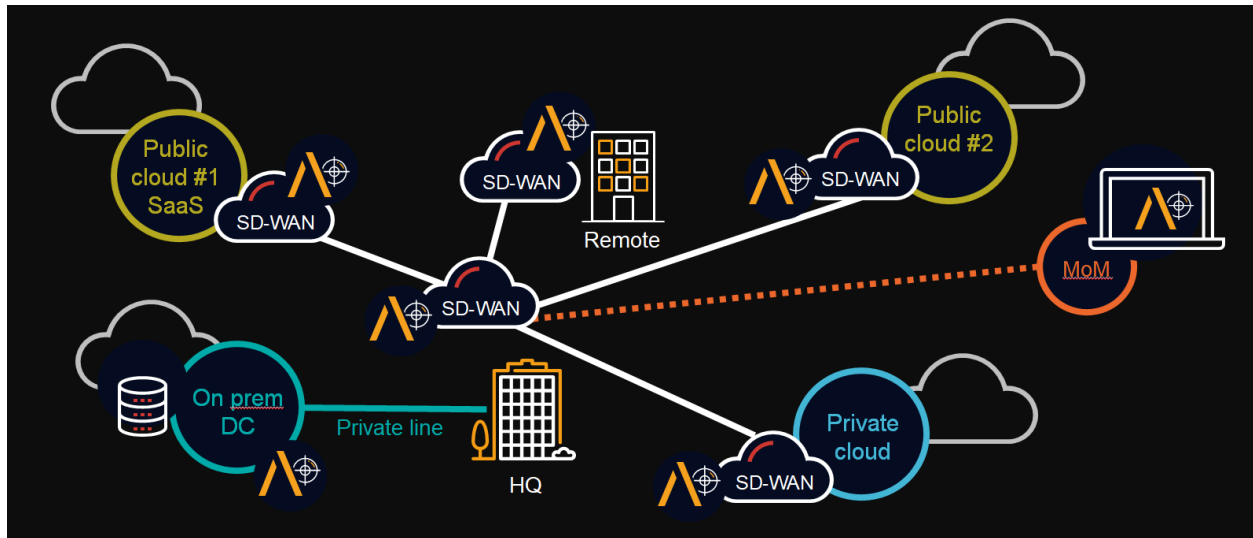 Public
cloud #1
SaaS
SD-WAN
SD-WAN
Remote
SD-WAN
Public
cloud #2
MoM
SD-WAN
On prem
DC
Private line
HQ
SD-WAN
Private
cloud